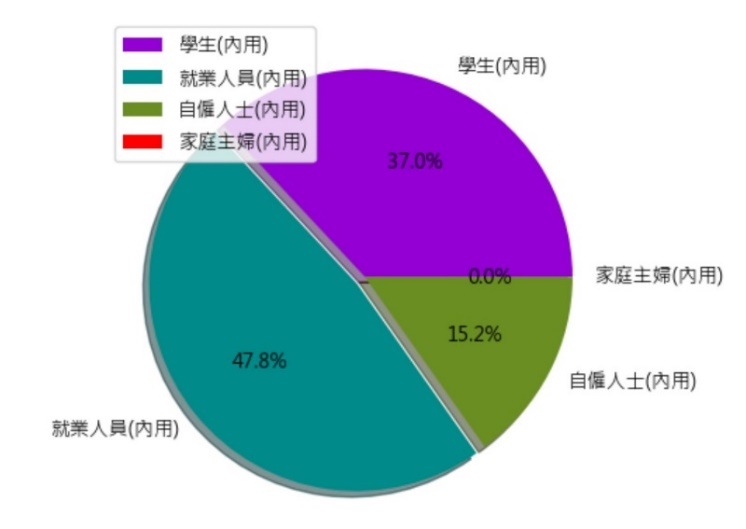 學生(內用)
就業人員(內用)
自僱人士(內用)
家庭主婦(內用)
學生(內用)
37.0%
0.0%
家庭主婦(內用)
15.2%
47.8%
自僱人士(內用)
就業人員(內用)